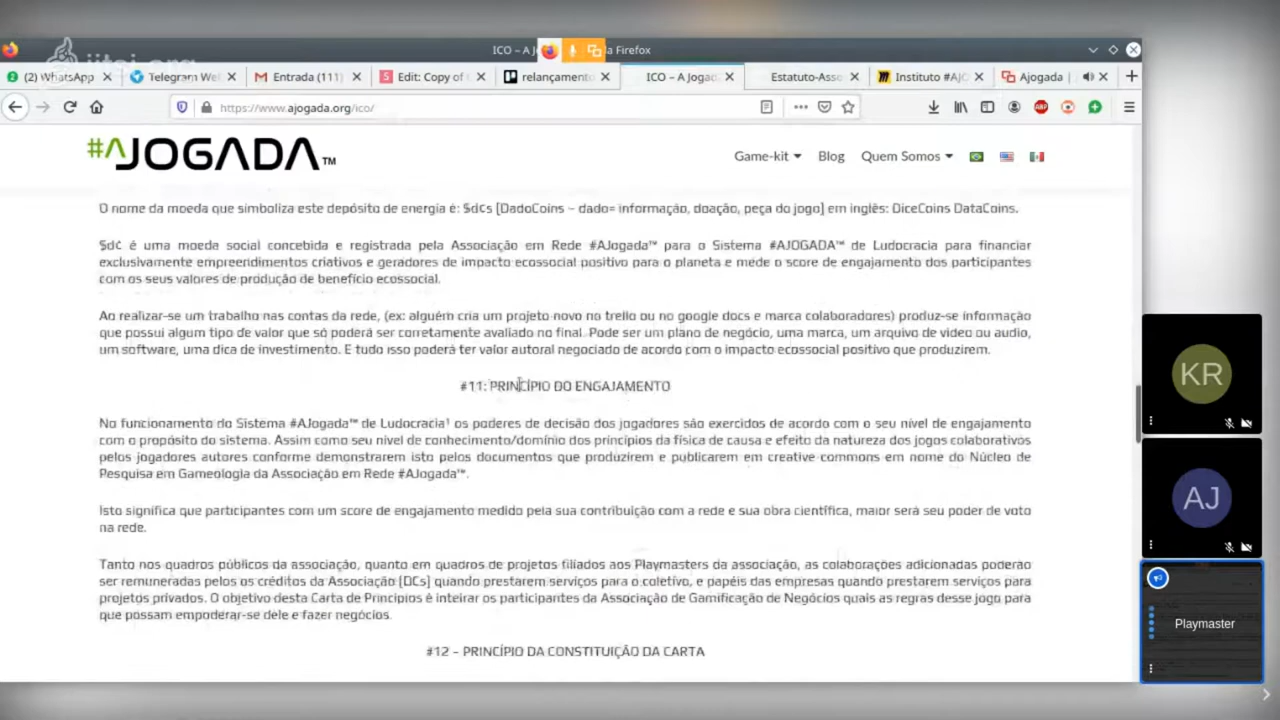 jitsi.org
ICO – A J
la Firefox
(2) WhatsApp
Telegram We
Entrada (111)
Edit: Copy of
relançamento
ICO – A Jogad
Estatuto-Asso
Instituto #AJO
Ajogada
https://www.ajogada.org/ico/
ABP
#AJOGADA™
Game-kit
Blog
Quem Somos
O nome da moeda que simboliza este depósito de energia é: $d¢s [DadoCoins – dado= informação, doação, peça do jogo] em inglês: DiceCoins DataCoins.
$d¢ é uma moeda social concebida e registrada pela Associação em Rede #AJogada™ para o Sistema #AJOGADA™ de Ludocracia para financiar
exclusivamente empreendimentos criativos e geradores de impacto ecossocial positivo para o planeta e mede o score de engajamento dos participantes
com os seus valores de produção de benefício ecossocial.
Ao realizar-se um trabalho nas contas da rede, (ex: alguém cria um projeto novo no trello ou no google docs e marca colaboradores) produz-se informação
que possui algum tipo de valor que só poderá ser corretamente avaliado no final. Pode ser um plano de negócio, uma marca, um arquivo de vídeo ou audio,
um software, uma dica de investimento. E tudo isso poderá ter valor autoral negociado de acordo com o impacto ecossocial positivo que produzirem.
#11: PRINCÍPIO DO ENGAJAMENTO
No funcionamento do Sistema #AJogada™ de Ludocracia¹ os poderes de decisão dos jogadores são exercidos de acordo com o seu nível de engajamento
com o propósito do sistema. Assim como seu nível de conhecimento/domínio dos princípios da física de causa e efeito da natureza dos jogos colaborativos
pelos jogadores autores conforme demonstrarem isto pelos documentos que produzirem e publicarem em creative commons em nome do Núcleo de
Pesquisa em Gameologia da Associação em Rede #AJogada™.
Isto significa que participantes com um score de engajamento medido pela sua contribuição com a rede e sua obra científica, maior será seu poder de voto
na rede.
Tanto nos quadros públicos da associação, quanto em quadros de projetos filiados aos Playmasters da associação, as colaborações adicionadas poderão
ser remuneradas pelos os créditos da Associação [DCs] quando prestarem serviços para o coletivo, e papéis das empresas quando prestarem serviços para
projetos privados. O objetivo desta Carta de Princípios é inteirar os participantes da Associação de Gamificação de Negócios quais as regras desse jogo para
que possam empoderar-se dele e fazer negócios.
#12 – PRINCÍPIO DA CONSTITUIÇÃO DA CARTA
KR
AJ
Playmaster